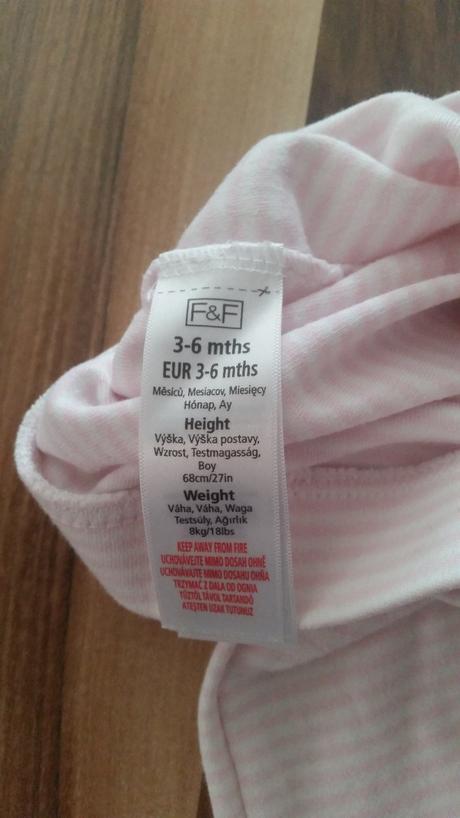 F&F
3-6 mths
EUR 3-6 mths
Měsíců, Mesiacov, Miesięcy
Hónap, Ay
Height
Výška, Výška postavy,
Wzrost, Testmagasság,
Boy
68cm/27in
Weight
Váha, Váha, Waga
Testsúly, Ağırlık
8kg/18lbs
KEEP AWAY FROM FIRE
UCHOVÁVEJTE MIMO DOSAH OHNĚ
UCHOVÁVAJTE MIMO DOSAHU OHŇA
TRZYMAĆ Z DALA OD OGNIA
TŰZTŐL TÁVOL TARTANDÓ
ATEŞTEN UZAK TUTUNUZ